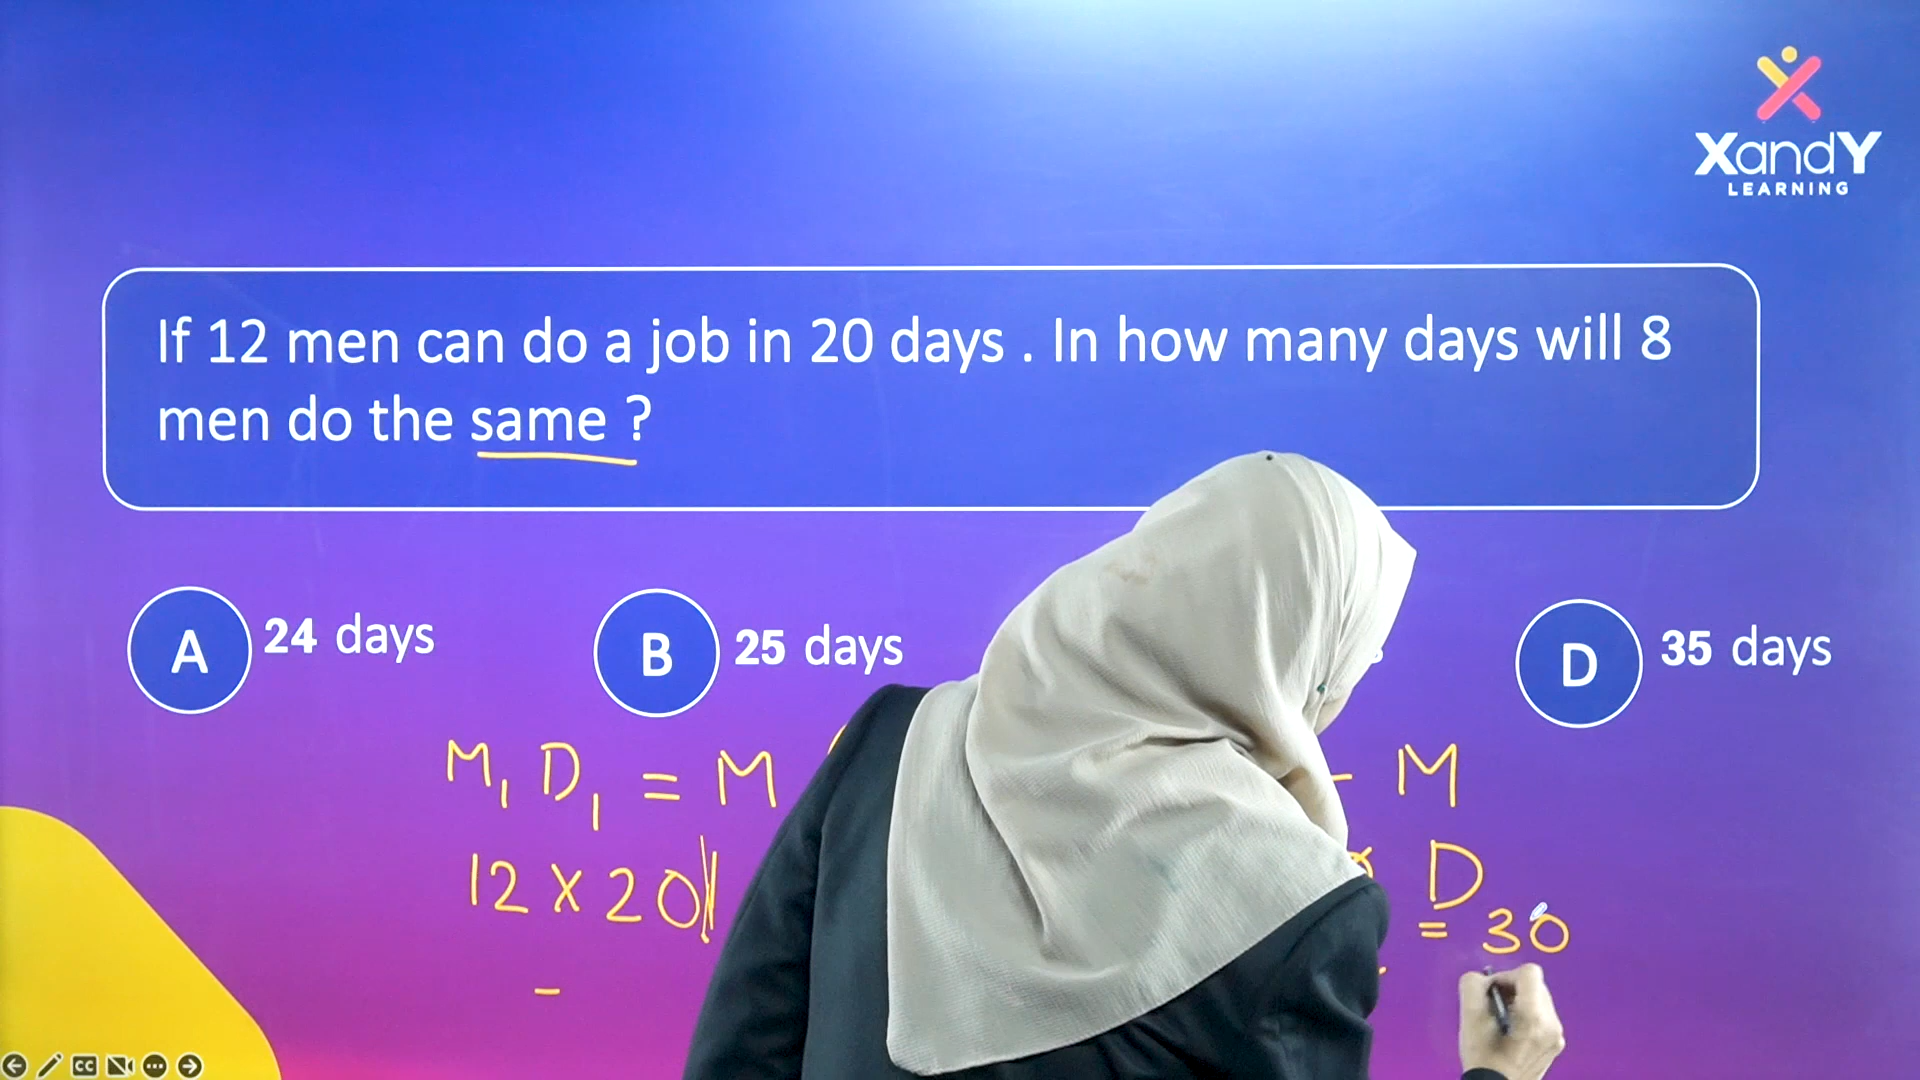 XandY
LEARNING
If 12 men can do a job in 20 days . In how many days will 8
men do the same ?
A 24 days
B 25 days
D 35 days
M₁ D₁ = M
M
12 x 20
D
= 30
CC